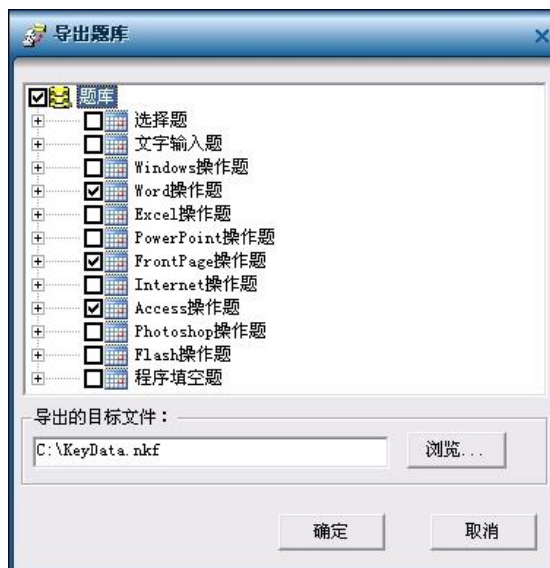 导出题库
题库
选择题
文字输入题
Windows操作题
Word操作题
Excel操作题
PowerPoint操作题
FrontPage操作题
Internet操作题
Access操作题
Photoshop操作题
Flash操作题
程序填空题
导出的目标文件：
C:\KeyData.nkf
浏览...
确定
取消